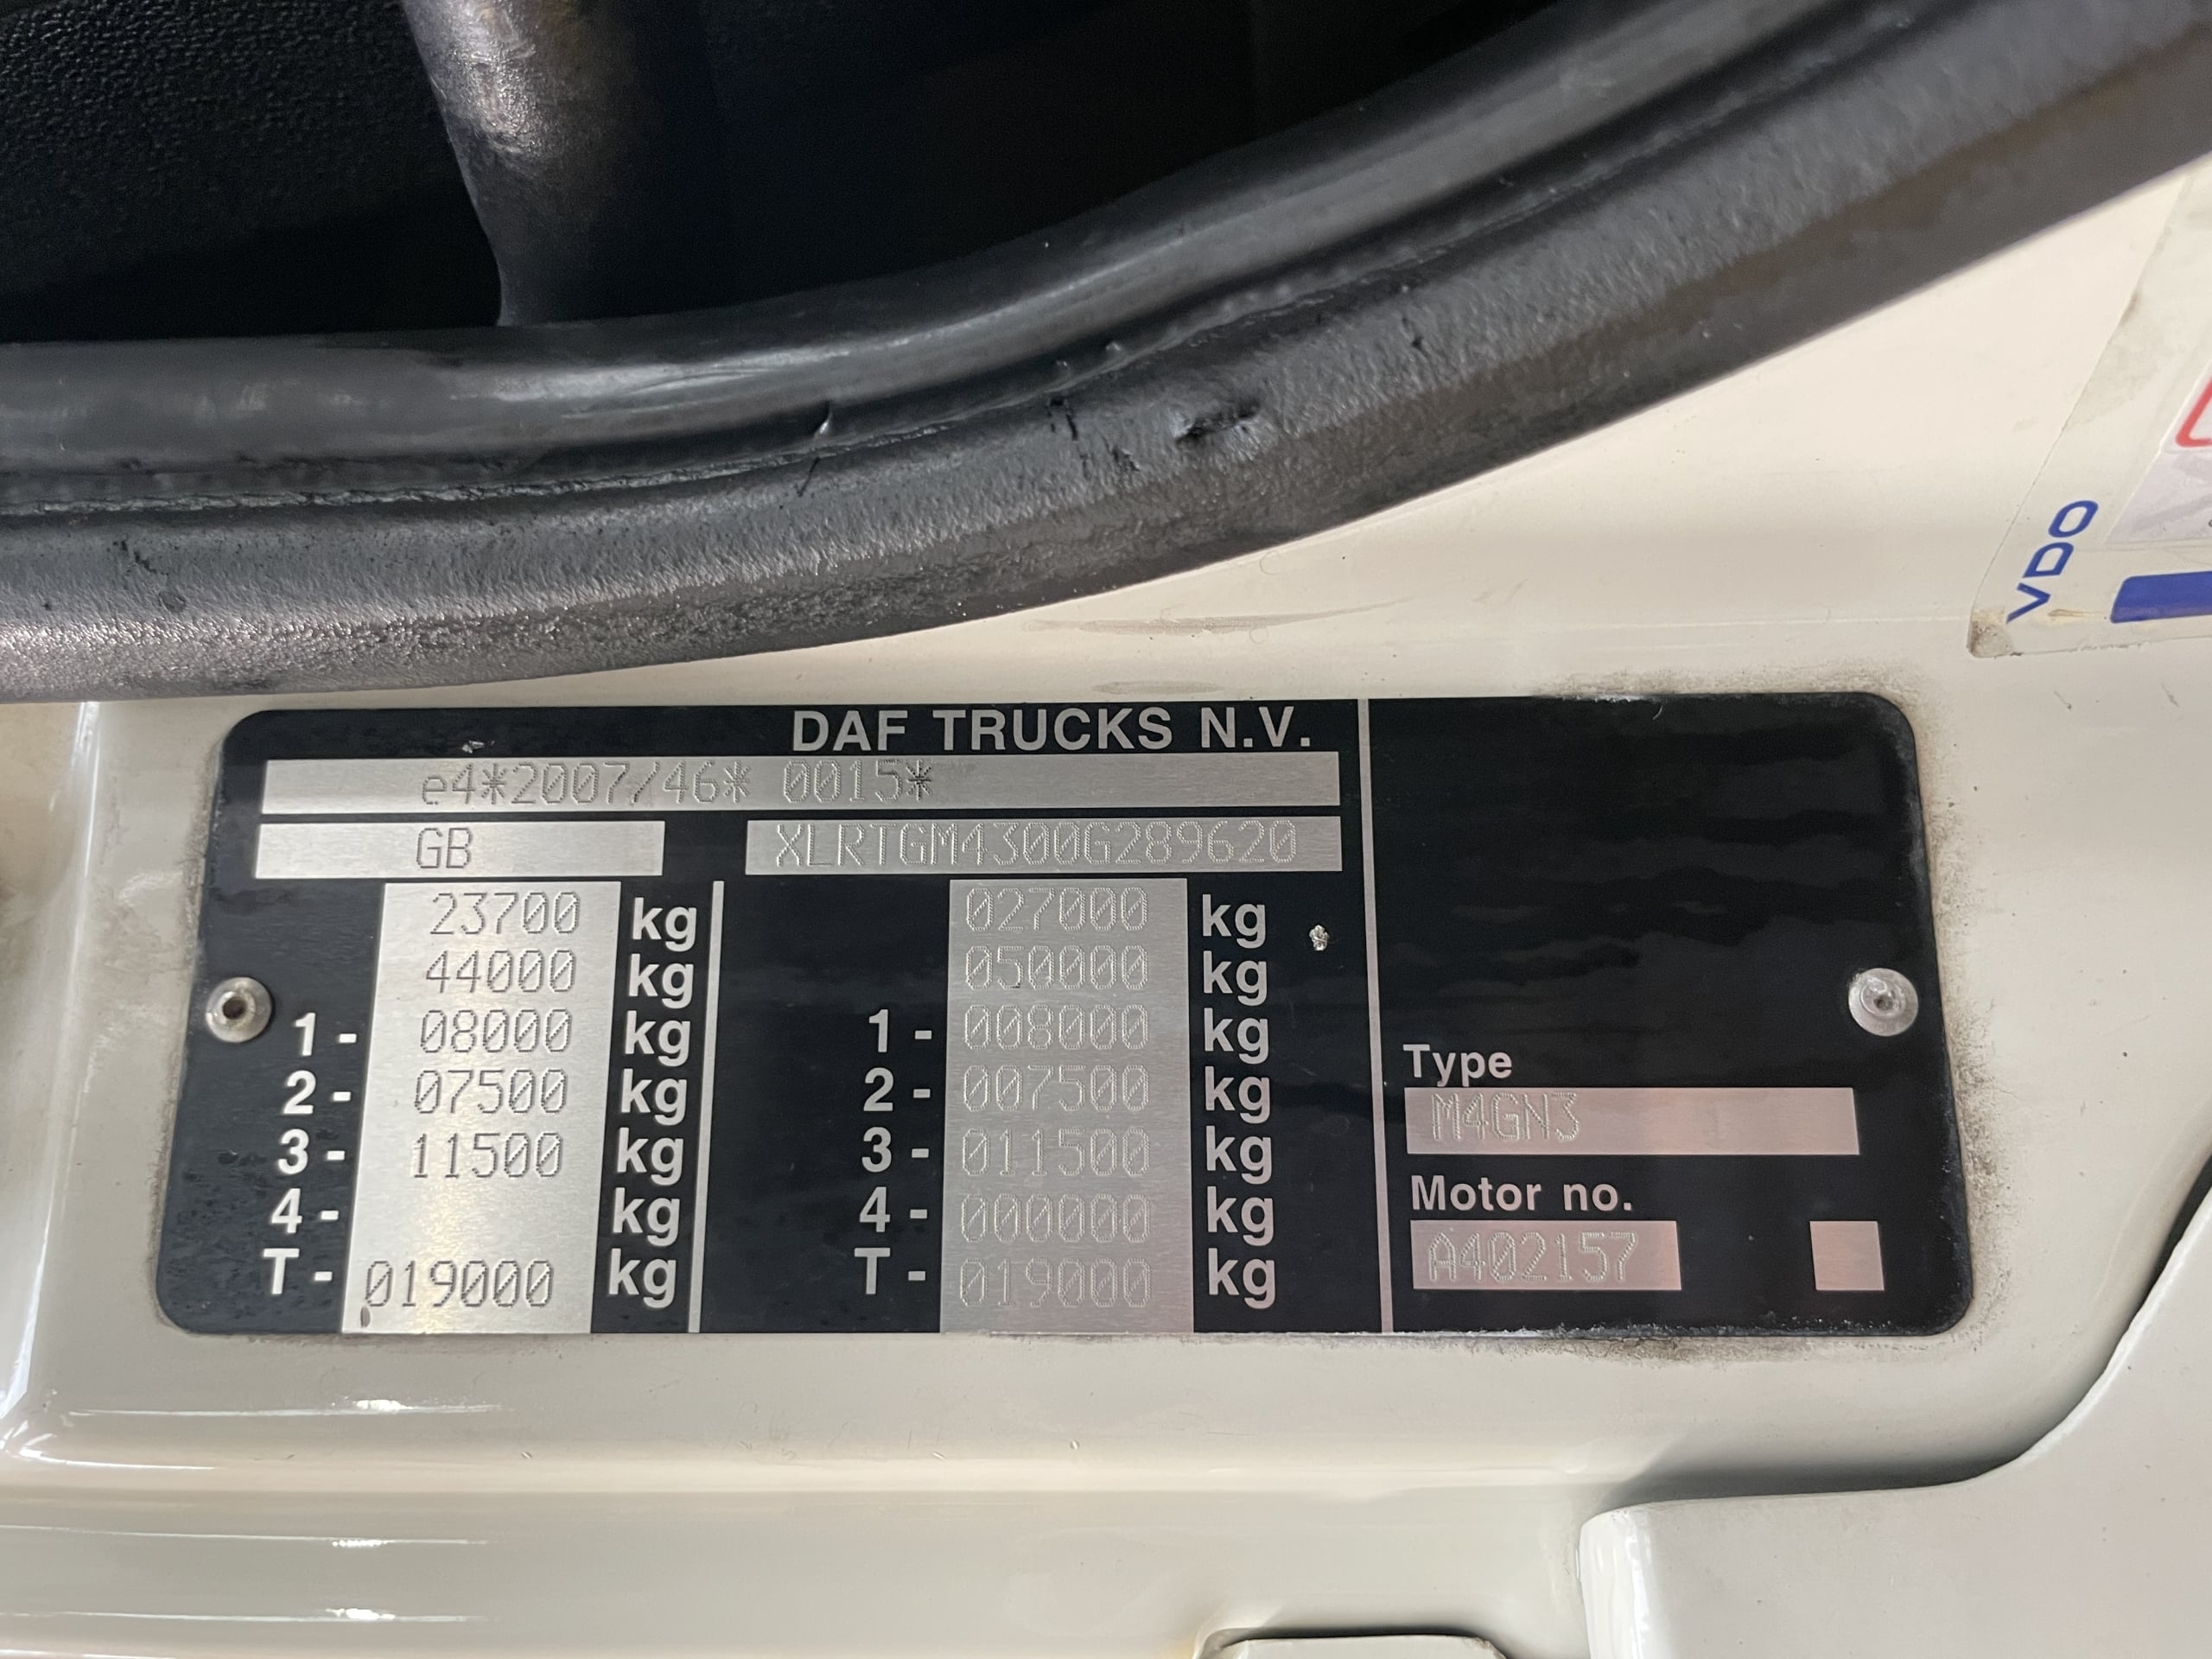 VDO
DAF TRUCKS N.V.
e4*2007/46* 0015*
GB XLRTGM4300G289620
23700 kg 027000 kg
44000 kg 050000 kg
1- 08000 kg 1- 008000 kg
2- 07500 kg 2- 007500 kg
3- 11500 kg 3- 011500 kg
4- kg 4- 000000 kg
T- 019000 kg T- 019000 kg
Type
M4GN3
Motor no.
A402157